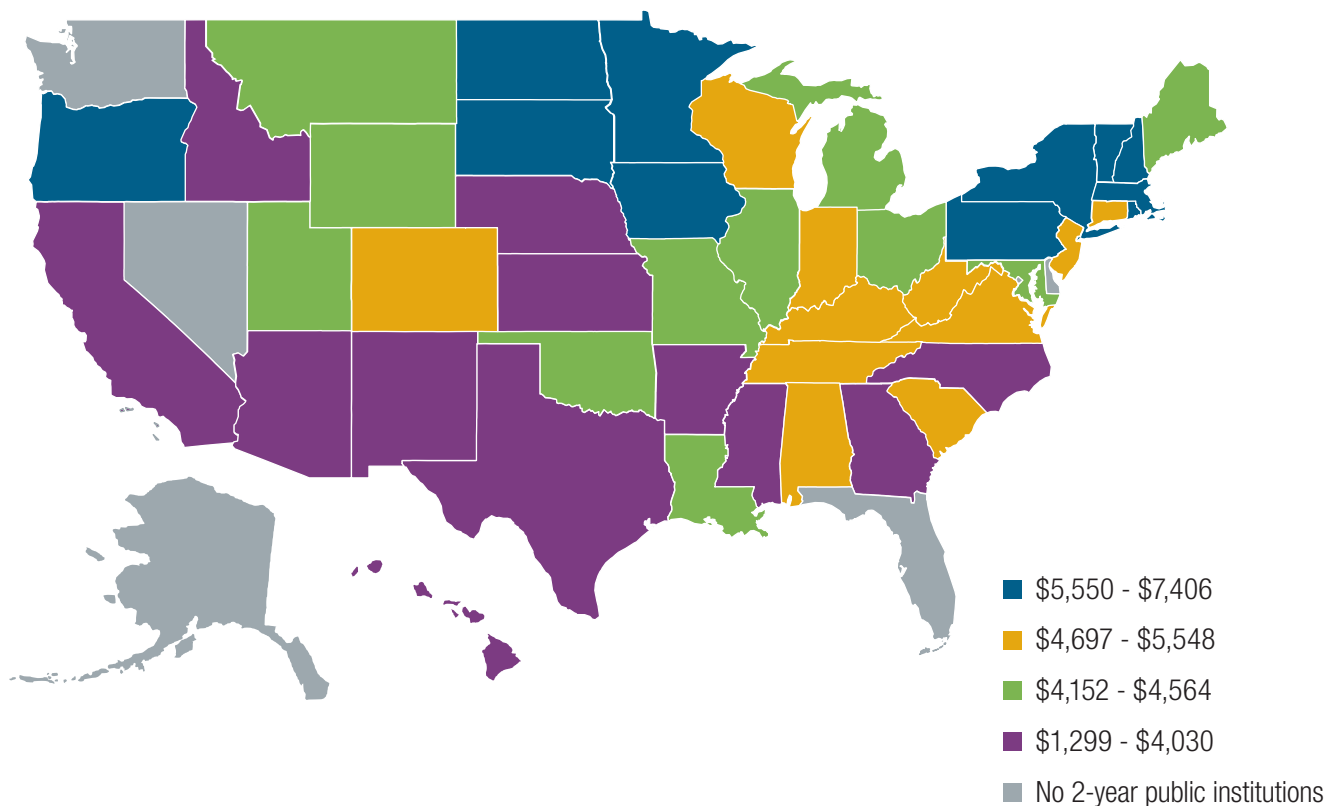 $5,550 - $7,406
$4,697 - $5,548
$4,152 - $4,564
$1,299 - $4,030
No 2-year public institutions